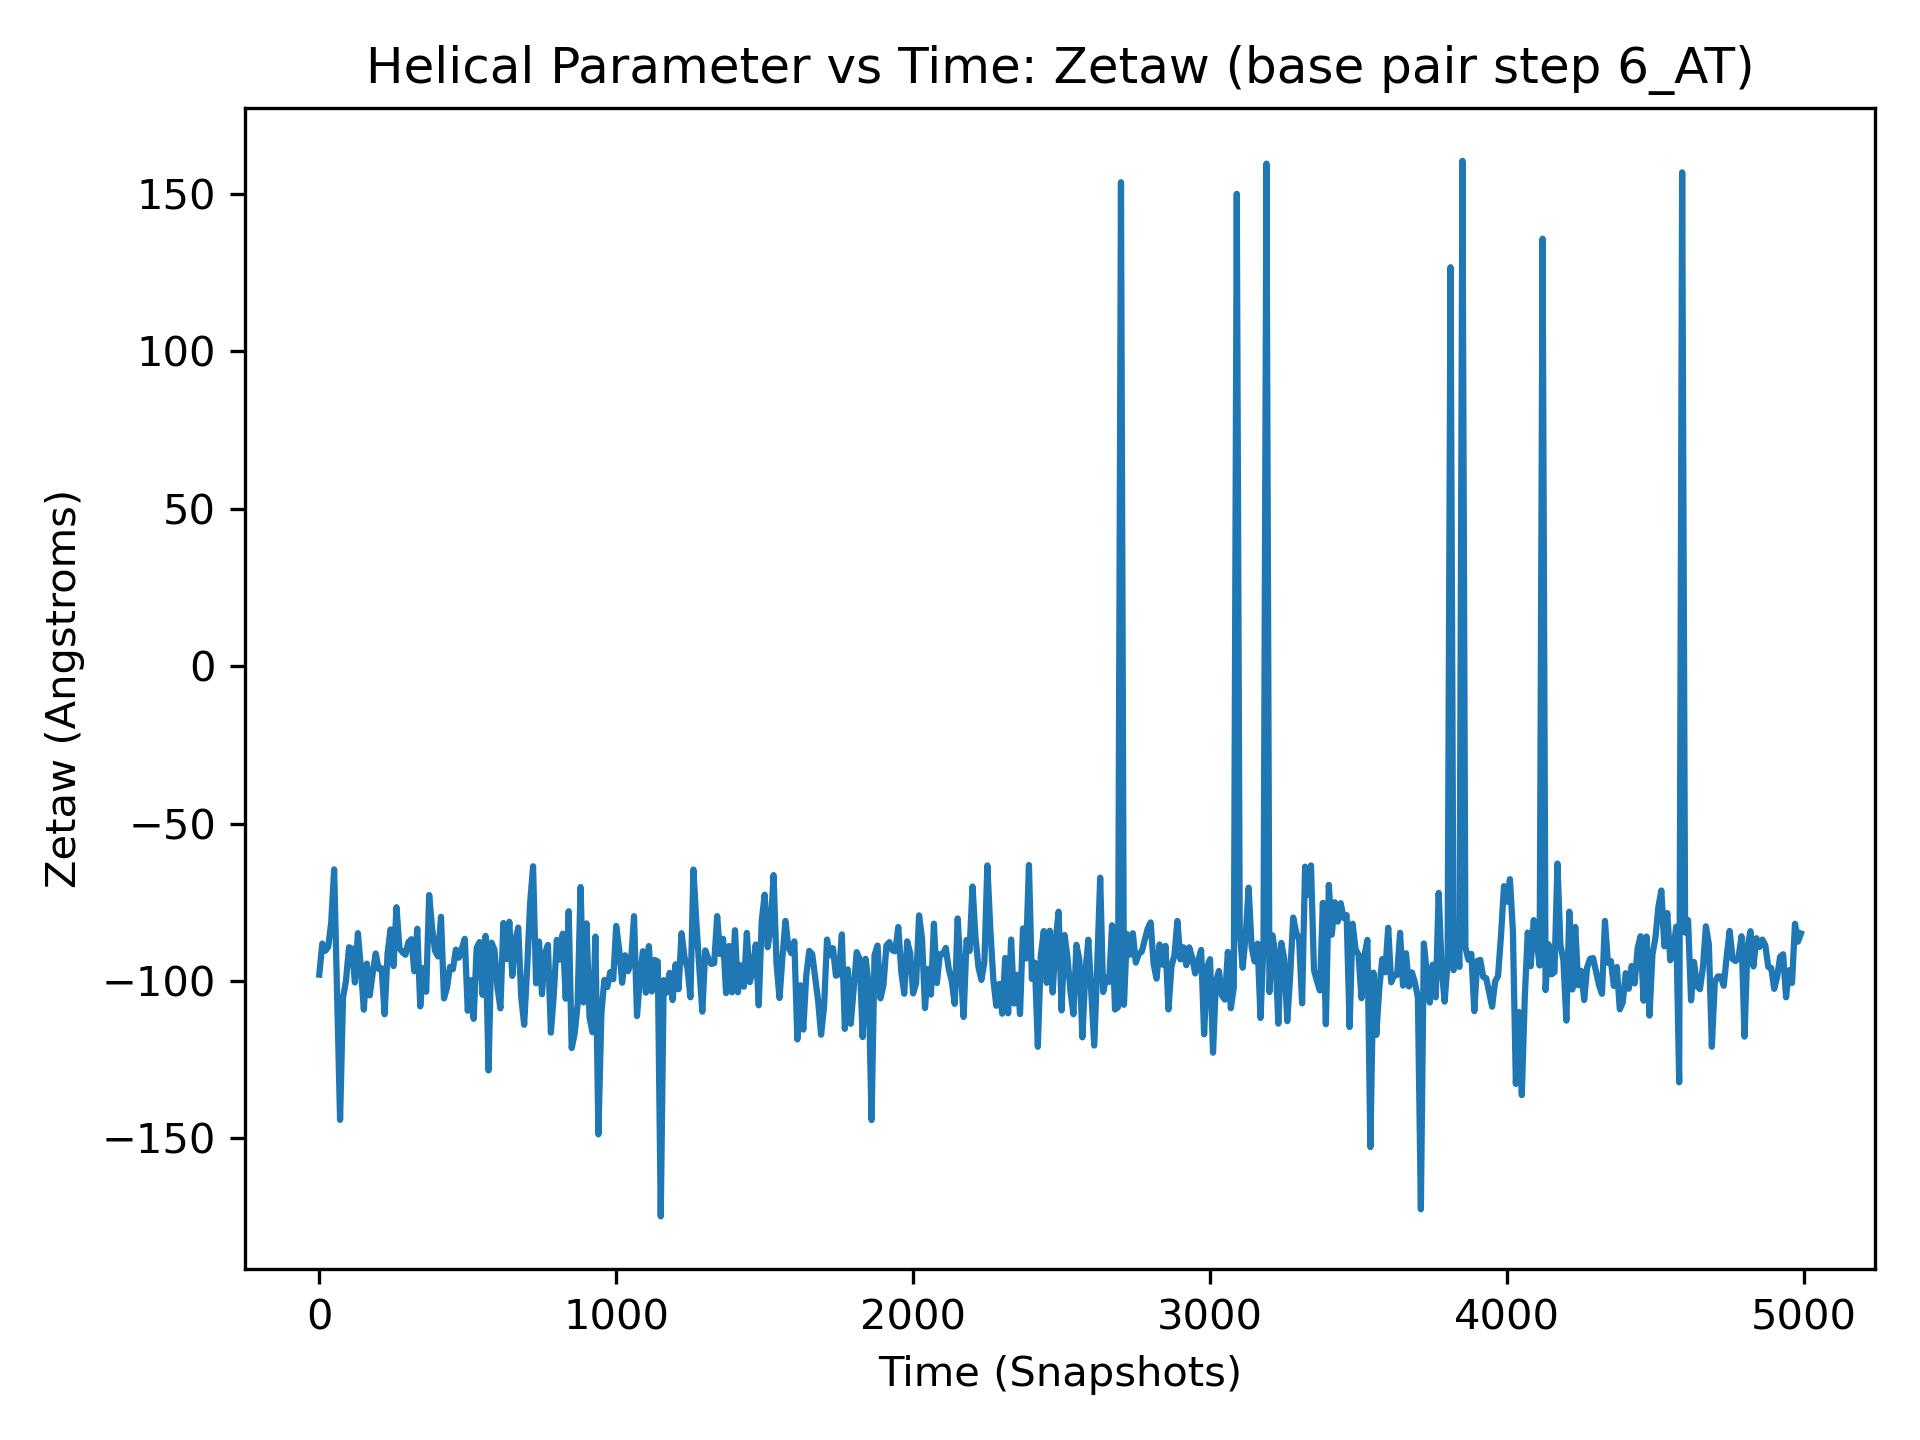 Helical Parameter vs Time: Zetaw (base pair step 6_AT)
150
100
50
0
−50
−100
−150
Zetaw (Angstroms)
0 1000 2000 3000 4000 5000
Time (Snapshots)